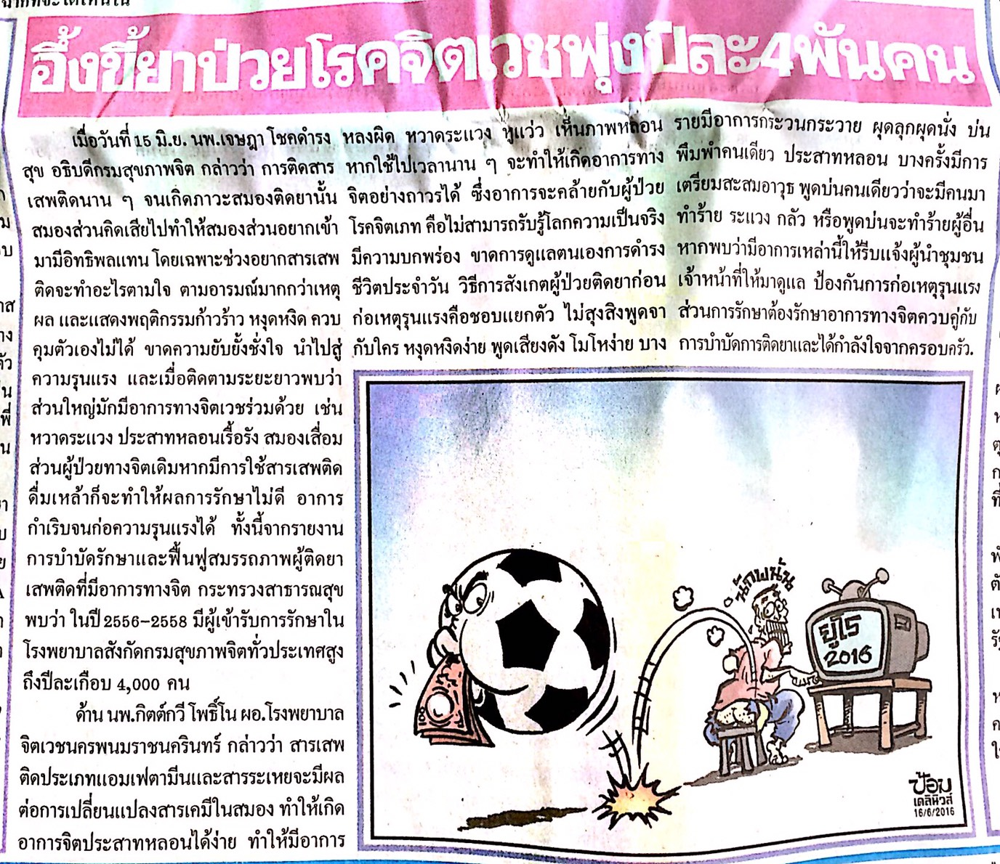 อึ้งขี้ยาป่วยโรคจิตเวชพุ่งปีละ4พันคน
เมื่อวันที่ 15 มิ.ย. นพ.เจษฎา โชคดำรง
สุข อธิบดีกรมสุขภาพจิต กล่าวว่า การติดสาร
เสพติดนาน ๆ จนเกิดภาวะสมองติดยานั้น
สมองส่วนคิดเสียไปทำให้สมองส่วนอยากเข้า
มามีอิทธิพลแทน โดยเฉพาะช่วงอยากสารเสพ
ติดจะทำอะไรตามใจ ตามอารมณ์มากกว่าเหตุ
ผล และแสดงพฤติกรรมก้าวร้าว หงุดหงิด ควบ
คุมตัวเองไม่ได้ ขาดความยับยั้งชั่งใจ นำไปสู่
ความรุนแรง และเมื่อติดตามระยะยาวพบว่า
ส่วนใหญ่มักมีอาการทางจิตเวชร่วมด้วย เช่น
หวาดระแวง ประสาทหลอนเรื้อรัง สมองเสื่อม
ส่วนผู้ป่วยทางจิตเดิมหากมีการใช้สารเสพติด
ดื่มเหล้าก็จะทำให้ผลการรักษาไม่ดี อาการ
กำเริบจนก่อความรุนแรงได้ ทั้งนี้จากรายงาน
การบำบัดรักษาและฟื้นฟูสมรรถภาพผู้ติดยา
เสพติดที่มีอาการทางจิต กระทรวงสาธารณสุข
พบว่า ในปี 2556-2558 มีผู้เข้ารับการรักษาใน
โรงพยาบาลสังกัดกรมสุขภาพจิตทั่วประเทศสูง
ถึงปีละเกือบ 4,000 คน
ด้าน นพ.กิตต์กวี โพธิ์โน ผอ.โรงพยาบาล
จิตเวชนครพนมราชนครินทร์ กล่าวว่า สารเสพ
ติดประเภทแอมเฟตามีนและสารระเหยจะมีผล
ต่อการเปลี่ยนแปลงสารเคมีในสมอง ทำให้เกิด
อาการจิตประสาทหลอนได้ง่าย ทำให้มีอาการ
หลงผิด หวาดระแวง หูแว่ว เห็นภาพหลอน
หากใช้ไปเวลานาน ๆ จะทำให้เกิดอาการทาง
จิตอย่างถาวรได้ ซึ่งอาการจะคล้ายกับผู้ป่วย
โรคจิตเภท คือไม่สามารถรับรู้โลกความเป็นจริง
มีความบกพร่อง ขาดการดูแลตนเองการดำรง
ชีวิตประจำวัน วิธีการสังเกตผู้ป่วยติดยาก่อน
ก่อเหตุรุนแรงคือชอบแยกตัว ไม่สุงสิงพูดจา
กับใคร หงุดหงิดง่าย พูดเสียงดัง โมโหง่าย บาง
รายมีอาการกระวนกระวาย ผุดลุกผุดนั่ง บ่น
พึมพำคนเดียว ประสาทหลอน บางครั้งมีการ
เตรียมสะสมอาวุธ พูดบ่นคนเดียวว่าจะมีคนมา
ทำร้าย ระแวง กลัว หรือพูดบ่นจะทำร้ายผู้อื่น
หากพบว่ามีอาการเหล่านี้ให้รีบแจ้งผู้นำชุมชน
เจ้าหน้าที่ให้มาดูแล ป้องกันการก่อเหตุรุนแรง
ส่วนการรักษาต้องรักษาอาการทางจิตควบคู่กับ
การบำบัดการติดยาและได้กำลังใจจากครอบครัว.
นักพนัน
ยูโร
2016
ป้อม
เดลินิวส์
16/6/2016